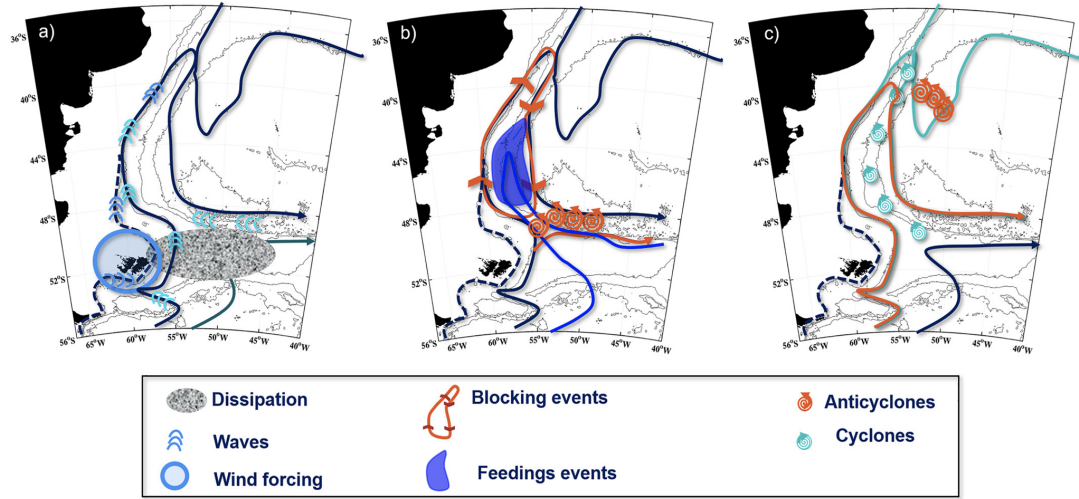 a)
36°S
40°S
44°S
48°S
52°S
56°S
65°W
60°W
55°W
50°W
45°W
40°W
b)
36°S
40°S
44°S
48°S
52°S
56°S
65°W
60°W
55°W
50°W
45°W
40°W
c)
36°S
40°S
44°S
48°S
52°S
56°S
65°W
60°W
55°W
50°W
45°W
40°W
Dissipation
Waves
Wind forcing
Blocking events
Feedings events
Anticyclones
Cyclones